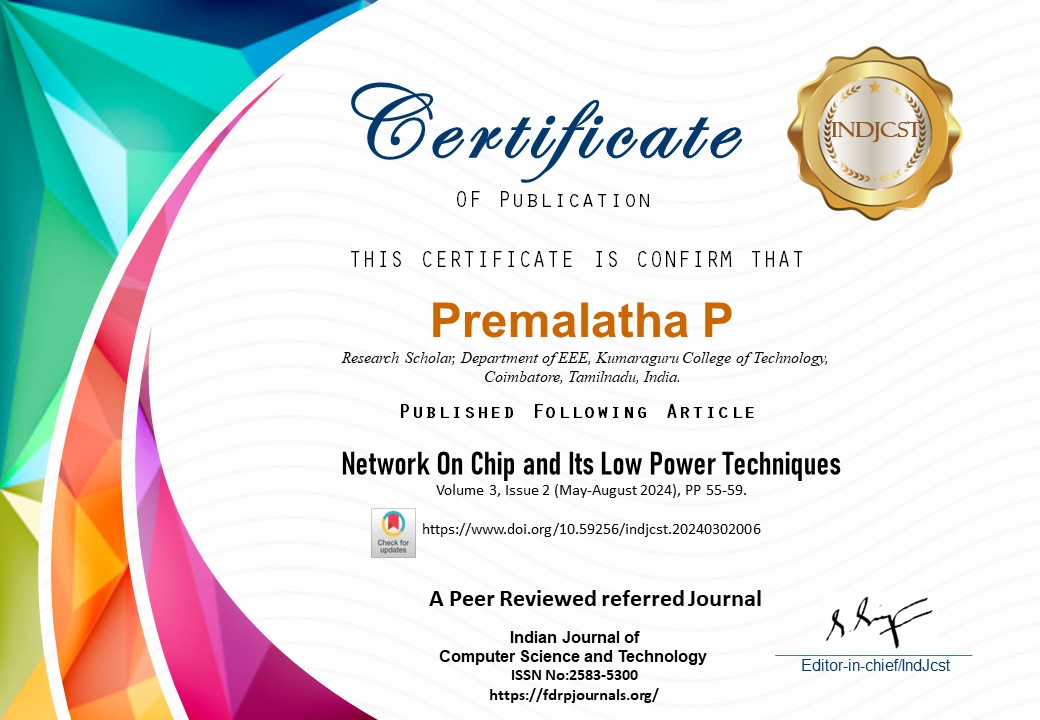 Certificate
INDJCST
OF PUBLICATION
THIS CERTIFICATE IS CONFIRM THAT
Premalatha P
Research Scholar, Department of EEE, Kumaraguru College of Technology,
Coimbatore, Tamilnadu, India.
PUBLISHED FOLLOWING ARTICLE
Network On Chip and Its Low Power Techniques
Volume 3, Issue 2 (May-August 2024), PP 55-59.
Check for
updates
https://www.doi.org/10.59256/indjcst.20240302006
A Peer Reviewed referred Journal
Indian Journal of
Computer Science and Technology
ISSN No:2583-5300
https://fdrpjournals.org/
Editor-in-chief/IndJcst